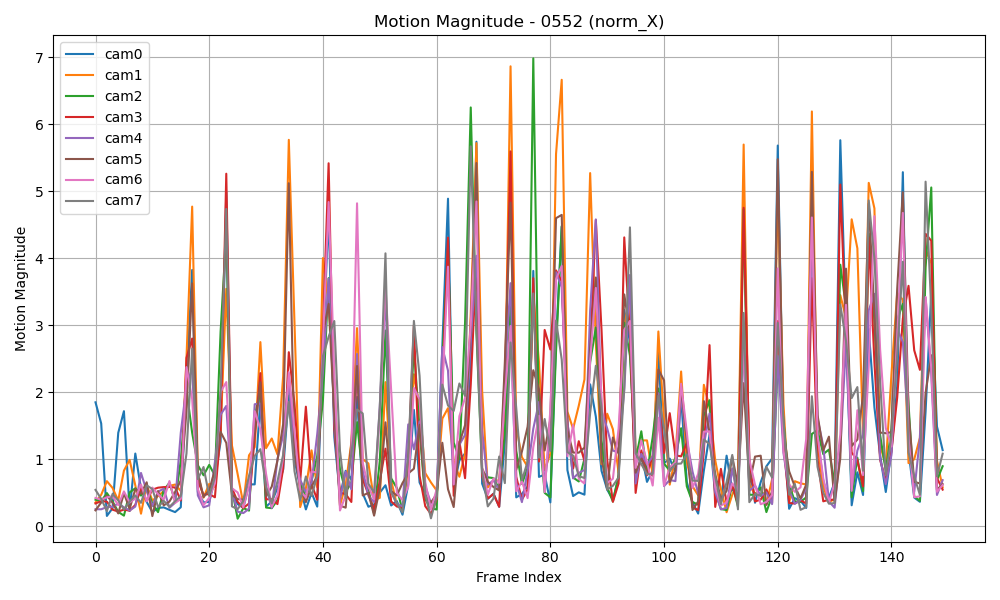 Motion Magnitude - 0552 (norm_X)
cam0
cam1
cam2
cam3
cam4
cam5
cam6
cam7
Motion Magnitude
7
6
5
4
3
2
1
0
0 20 40 60 80 100 120 140
Frame Index